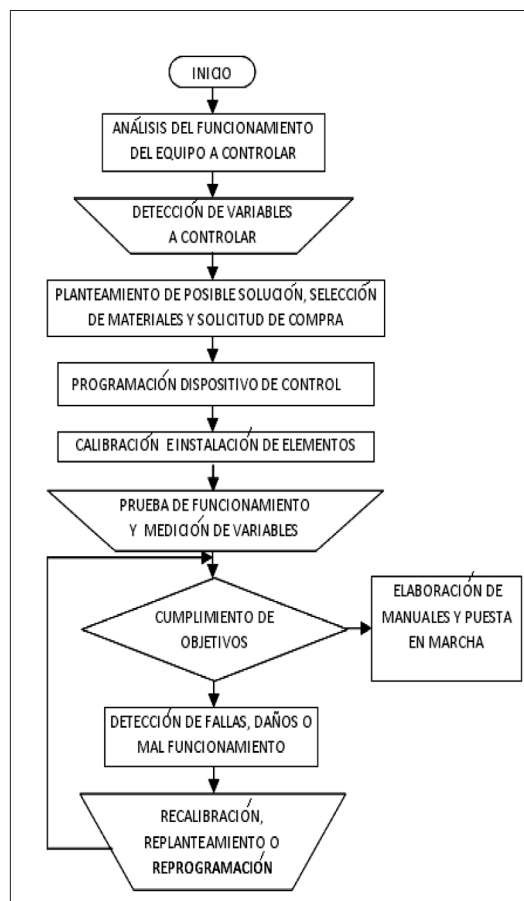 INICIO
ANÁLISIS DEL FUNCIONAMIENTO
DEL EQUIPO A CONTROLAR
DETECCIÓN DE VARIABLES
A CONTROLAR
PLANTEAMIENTO DE POSIBLE SOLUCIÓN, SELECCIÓN
DE MATERIALES Y SOLICITUD DE COMPRA
PROGRAMACIÓN DISPOSITIVO DE CONTROL
CALIBRACIÓN E INSTALACIÓN DE ELEMENTOS
PRUEBA DE FUNCIONAMIENTO
Y MEDICIÓN DE VARIABLES
CUMPLIMIENTO DE
OBJETIVOS
ELABORACIÓN DE
MANUALES Y PUESTA
EN MARCHA
DETECCIÓN DE FALLAS, DAÑOS O
MAL FUNCIONAMIENTO
RECALIBRACIÓN,
REPLANTEAMIENTO O
REPROGRAMACIÓN